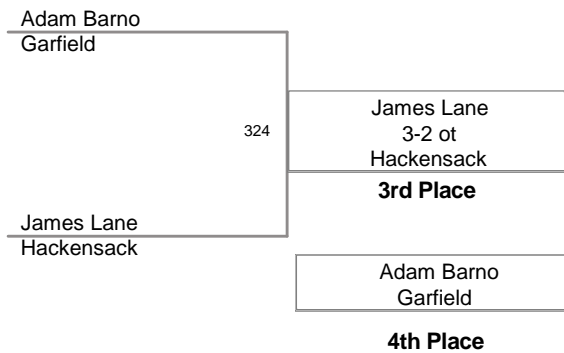 Adam Barno
Garfield
324
James Lane
3-2 ot
Hackensack
3rd Place
James Lane
Hackensack
Adam Barno
Garfield
4th Place